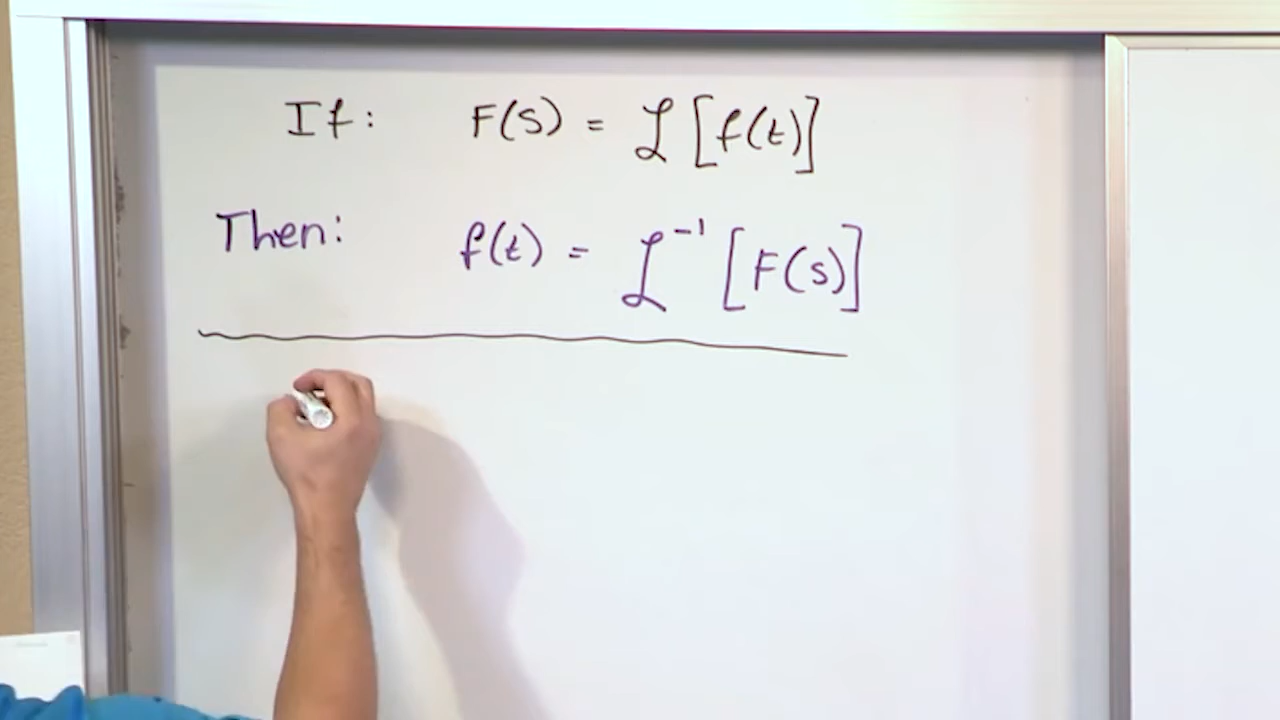 If: F(s) = ℒ [f(t)]
Then: f(t) = ℒ⁻¹ [F(s)]